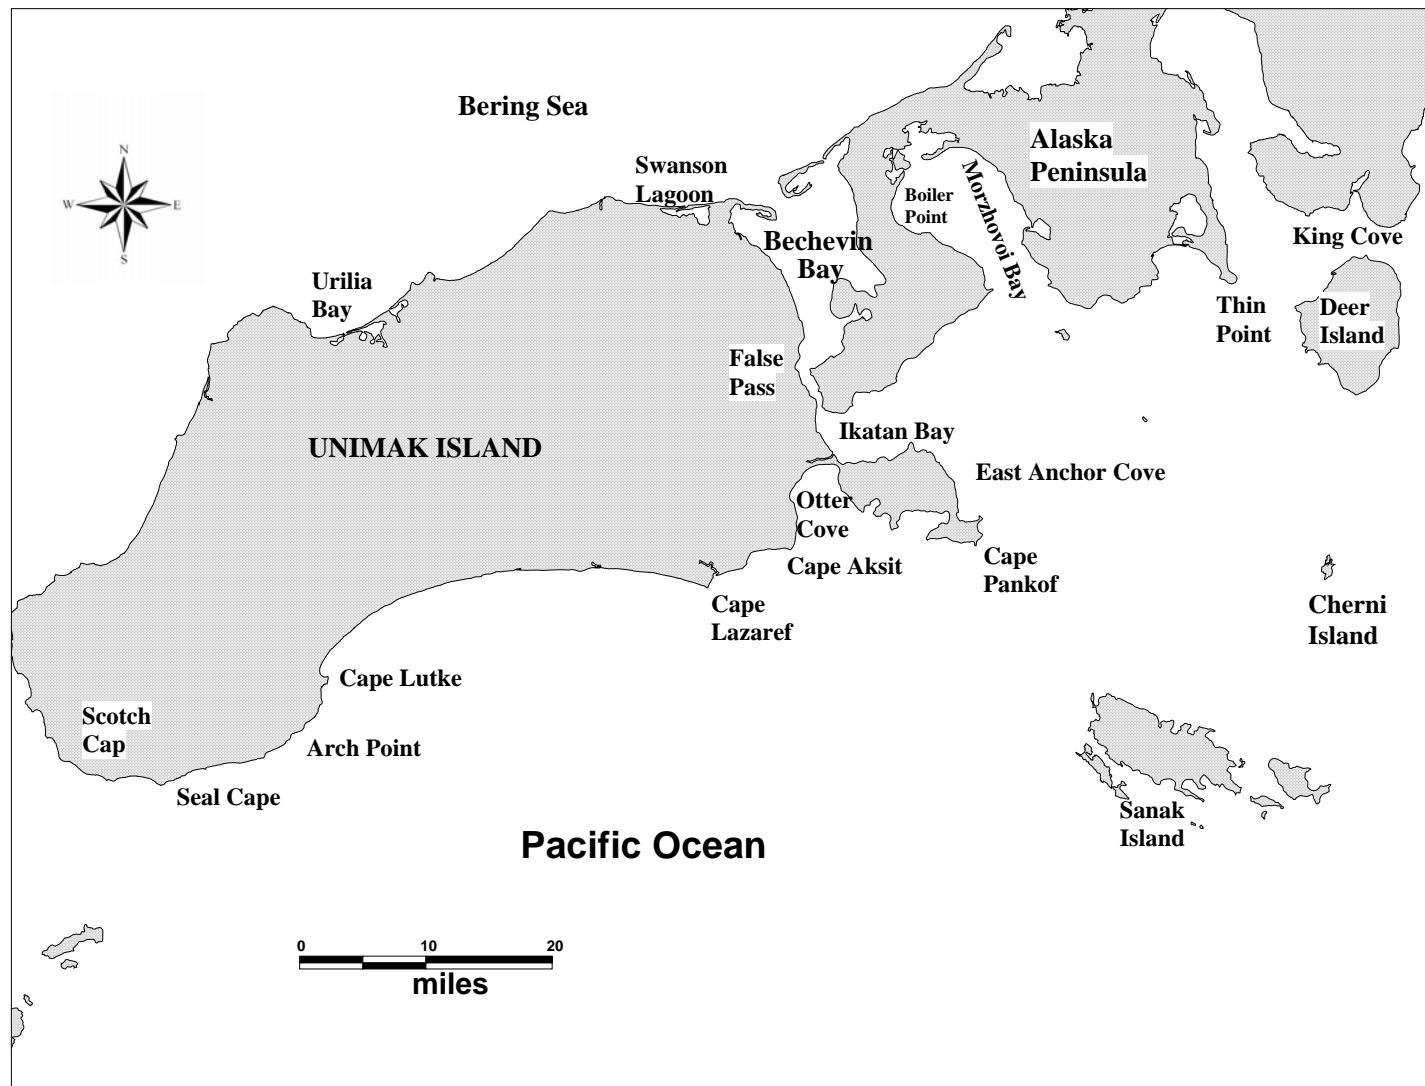 Bering Sea
N
W
E
S
Swanson
Lagoon
Alaska
Peninsula
Boiler
Point
Morzhovoi Bay
King Cove
Bechevin
Bay
Urilia
Bay
Thin
Point
Deer
Island
False
Pass
UNIMAK ISLAND
Ikatan Bay
East Anchor Cove
Otter
Cove
Cape Aksit
Cape
Pankof
Cape
Lazaref
Cherni
Island
Cape Lutke
Scotch
Cap
Arch Point
Seal Cape
Sanak
Island
Pacific Ocean
0 10 20
miles